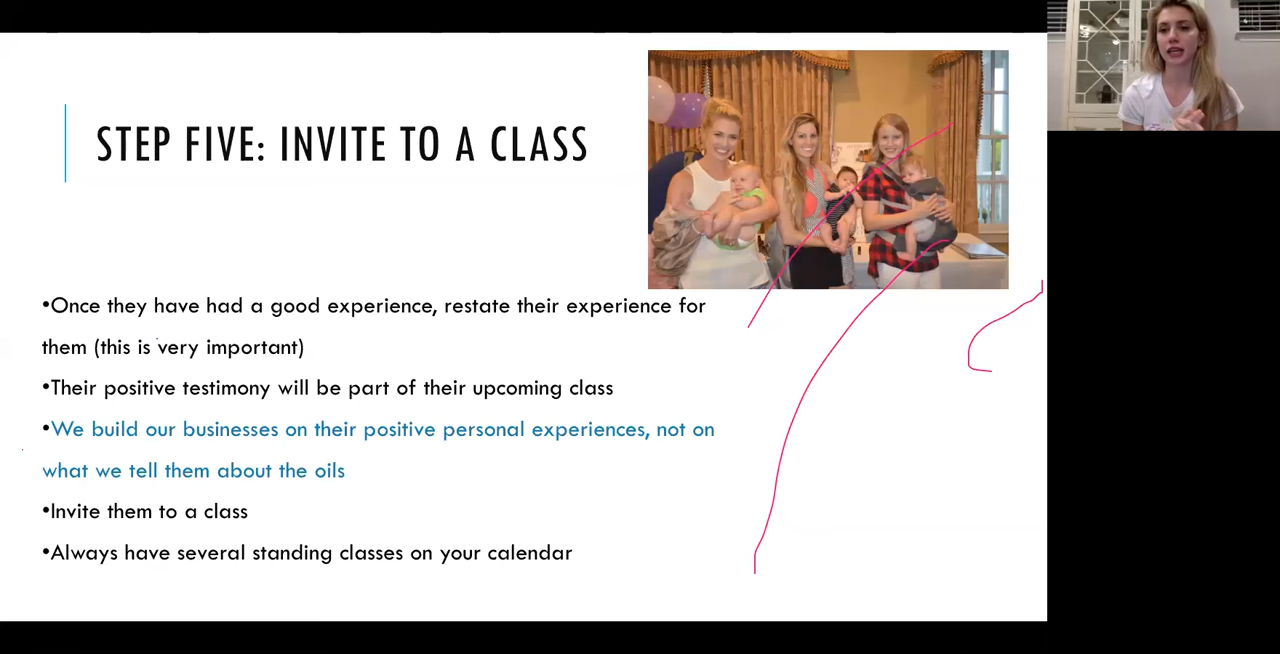 STEP FIVE: INVITE TO A CLASS
•Once they have had a good experience, restate their experience for
them (this is very important)
•Their positive testimony will be part of their upcoming class
•We build our businesses on their positive personal experiences, not on
what we tell them about the oils
•Invite them to a class
•Always have several standing classes on your calendar